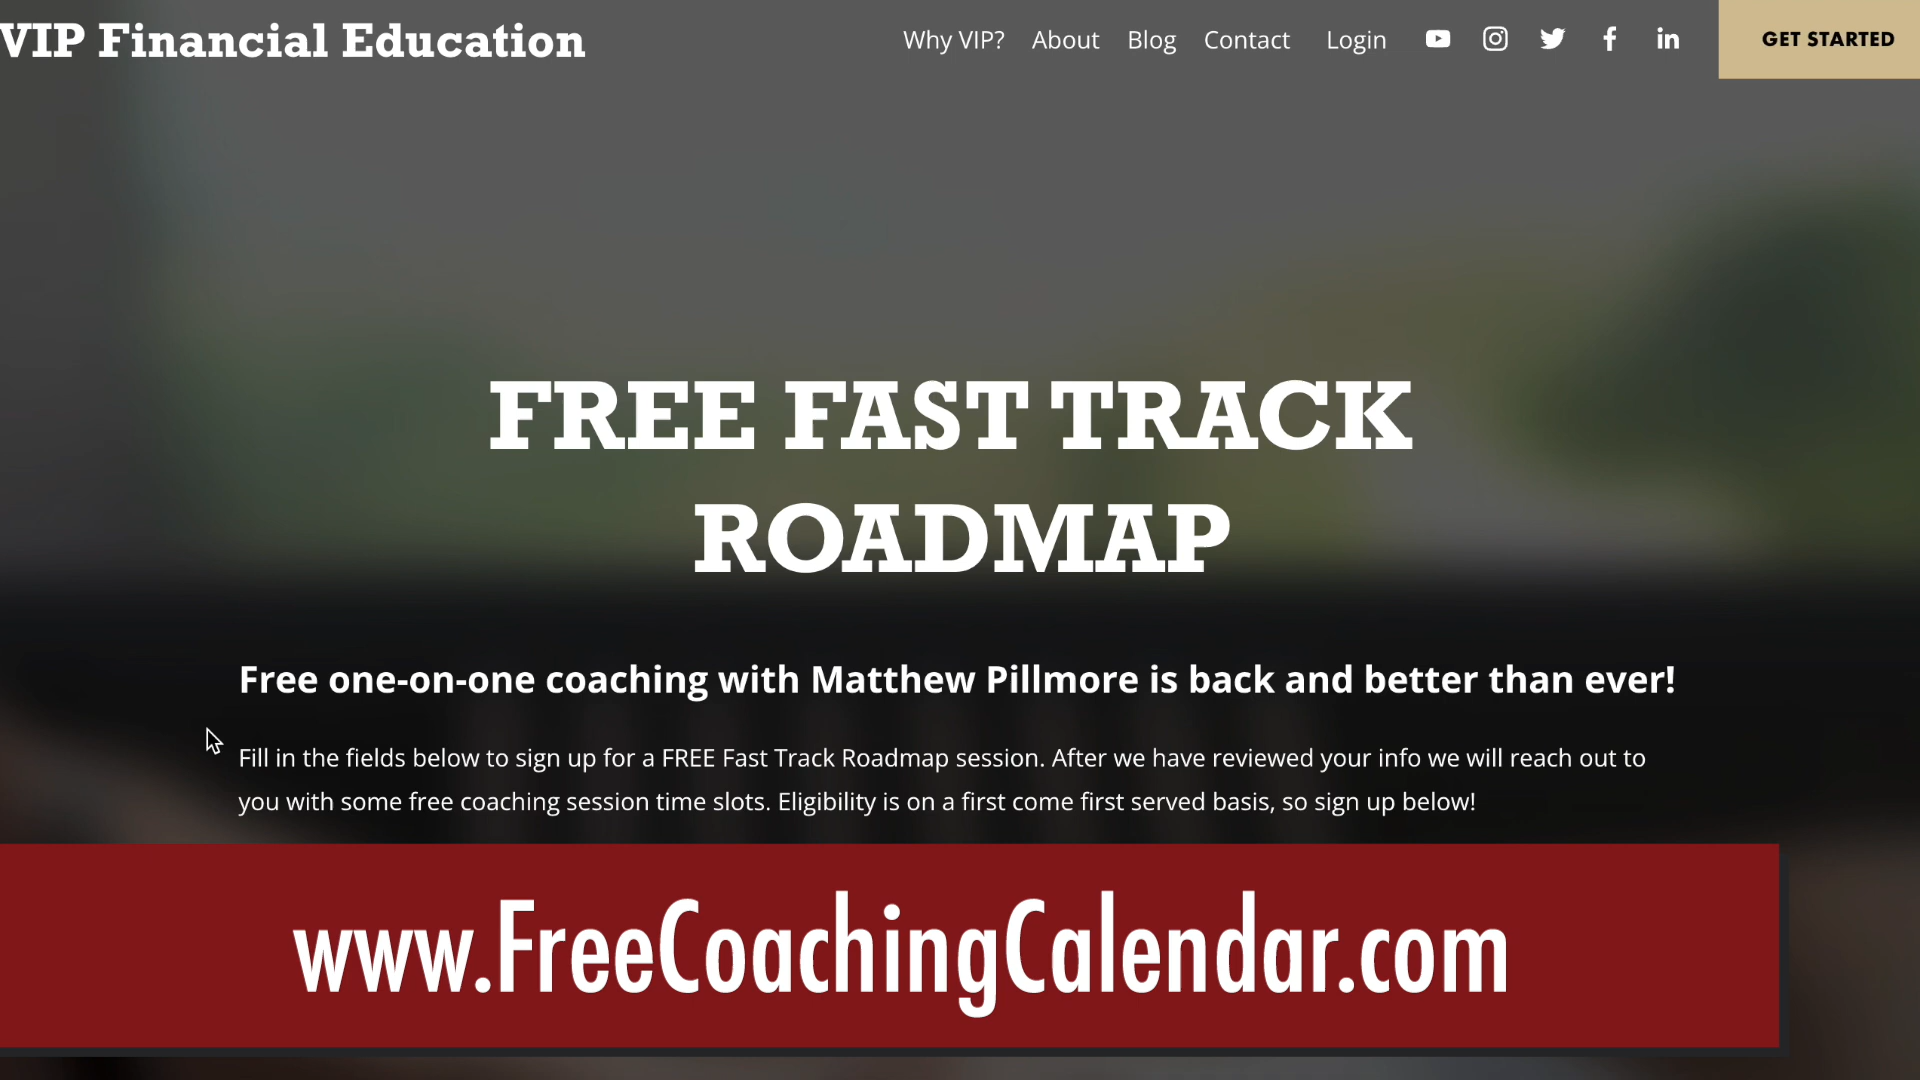 VIP Financial Education
Why VIP? About Blog Contact Login
GET STARTED
FREE FAST TRACK
ROADMAP
Free one-on-one coaching with Matthew Pillmore is back and better than ever!
Fill in the fields below to sign up for a FREE Fast Track Roadmap session. After we have reviewed your info we will reach out to
you with some free coaching session time slots. Eligibility is on a first come first served basis, so sign up below!
www.FreeCoachingCalendar.com